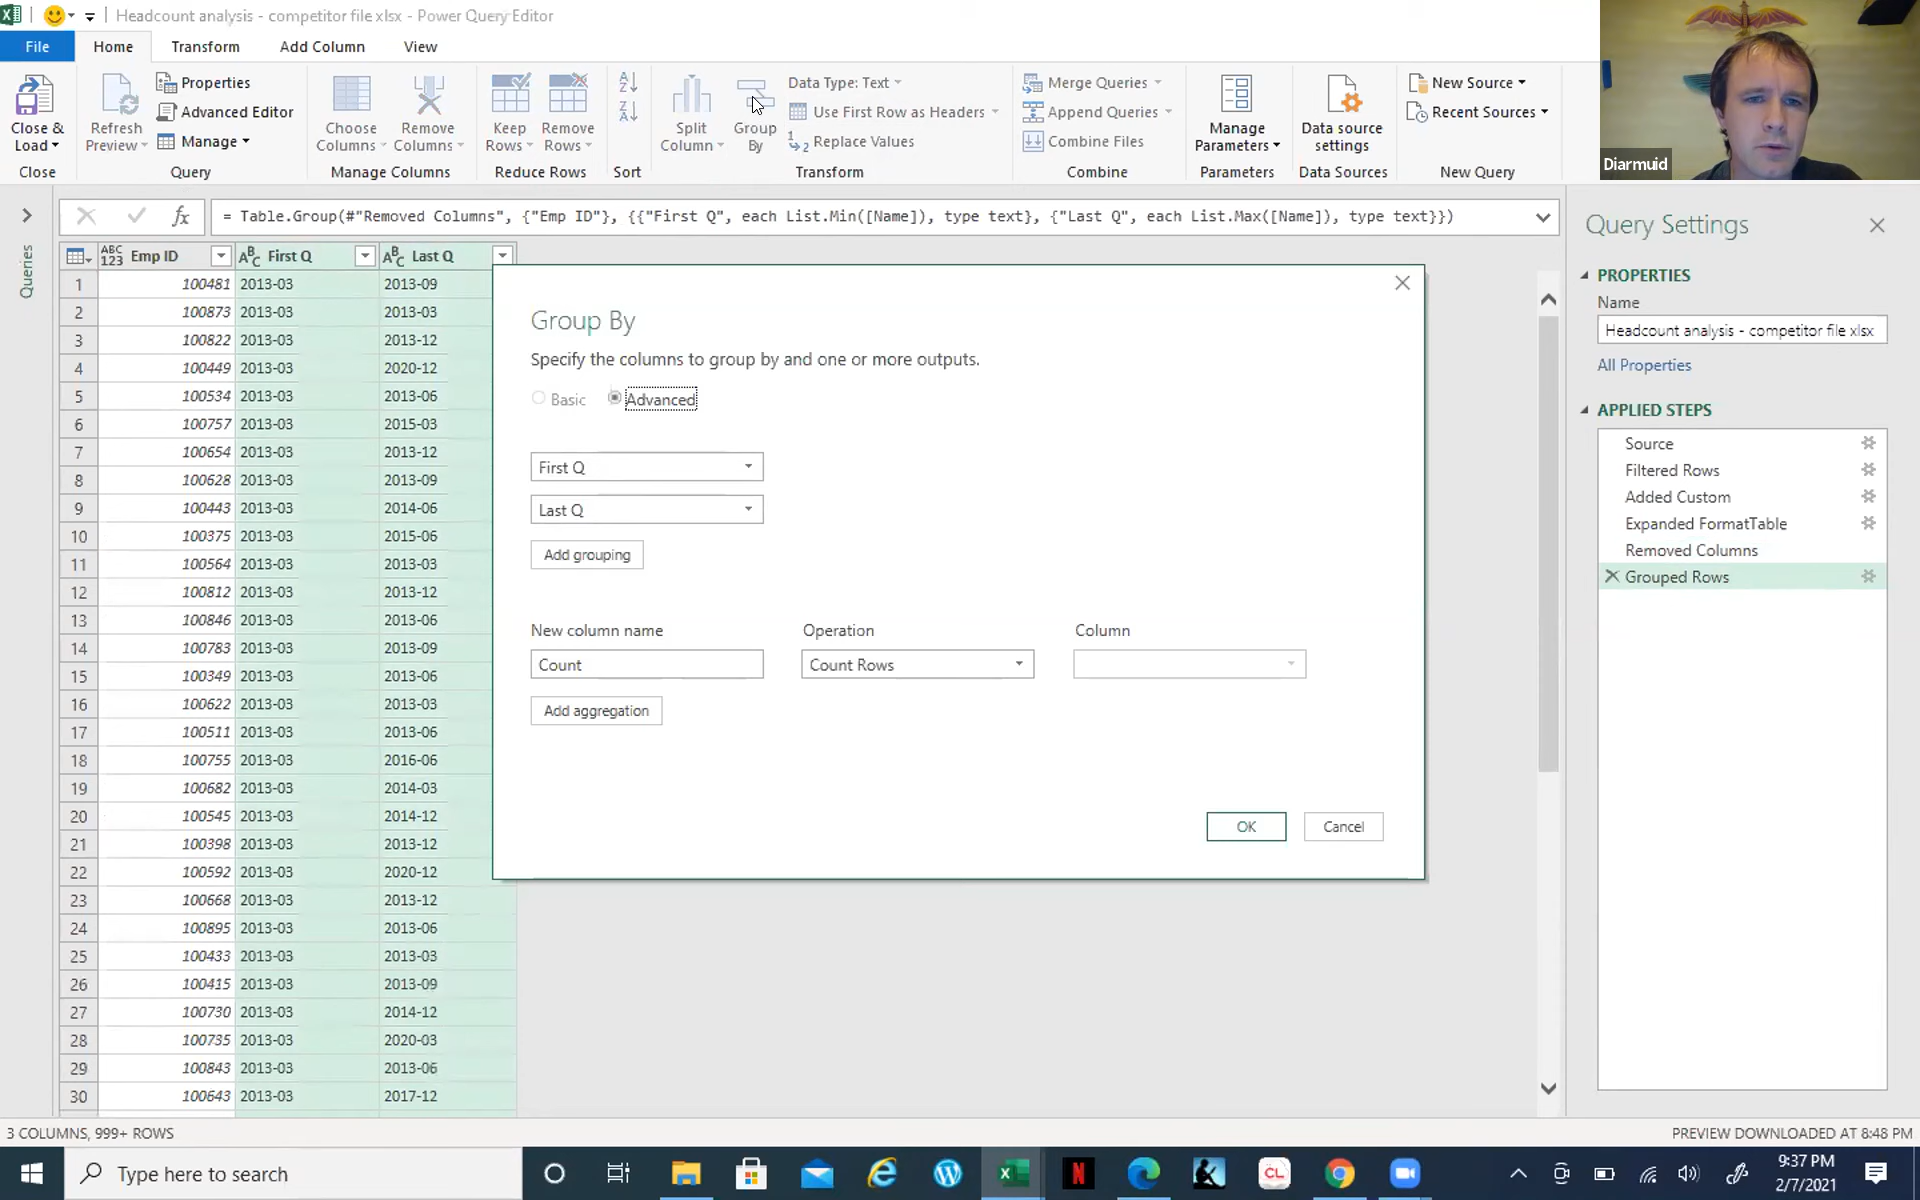 Headcount analysis - competitor file xlsx - Power Query Editor
File
Home
Transform
Add Column
View
Close & Load
Close
Refresh Preview
Properties
Advanced Editor
Manage
Query
Choose Columns
Remove Columns
Manage Columns
Keep Rows
Remove Rows
Reduce Rows
Sort
Split Column
Group By
Data Type: Text
Use First Row as Headers
Replace Values
Transform
Merge Queries
Append Queries
Combine Files
Combine
Manage Parameters
Parameters
Data source settings
Data Sources
New Source
Recent Sources
New Query
Diarmuid
Queries
= Table.Group(#"Removed Columns", {"Emp ID"}, {{"First Q", each List.Min([Name]), type text}, {"Last Q", each List.Max([Name]), type text}})
ABC 123 Emp ID ABC First Q ABC Last Q
1 100481 2013-03 2013-09
2 100873 2013-03 2013-03
3 100822 2013-03 2013-12
4 100449 2013-03 2020-12
5 100534 2013-03 2013-06
6 100757 2013-03 2015-03
7 100654 2013-03 2013-12
8 100628 2013-03 2013-09
9 100443 2013-03 2014-06
10 100375 2013-03 2015-06
11 100564 2013-03 2013-03
12 100812 2013-03 2013-12
13 100846 2013-03 2013-06
14 100783 2013-03 2013-09
15 100349 2013-03 2013-06
16 100622 2013-03 2013-03
17 100511 2013-03 2013-06
18 100755 2013-03 2016-06
19 100682 2013-03 2014-03
20 100545 2013-03 2014-12
21 100398 2013-03 2013-12
22 100592 2013-03 2020-12
23 100668 2013-03 2013-12
24 100895 2013-03 2013-06
25 100433 2013-03 2013-03
26 100415 2013-03 2013-09
27 100730 2013-03 2014-12
28 100735 2013-03 2020-03
29 100843 2013-03 2013-06
30 100643 2013-03 2017-12
Group By
Specify the columns to group by and one or more outputs.
Basic Advanced
First Q
Last Q
Add grouping
New column name Operation Column
Count Count Rows
Add aggregation
OK Cancel
Query Settings
PROPERTIES
Name
Headcount analysis - competitor file xlsx
All Properties
APPLIED STEPS
Source
Filtered Rows
Added Custom
Expanded FormatTable
Removed Columns
Grouped Rows
3 COLUMNS, 999+ ROWS
PREVIEW DOWNLOADED AT 8:48 PM
Type here to search
CL
9:37 PM
2/7/2021